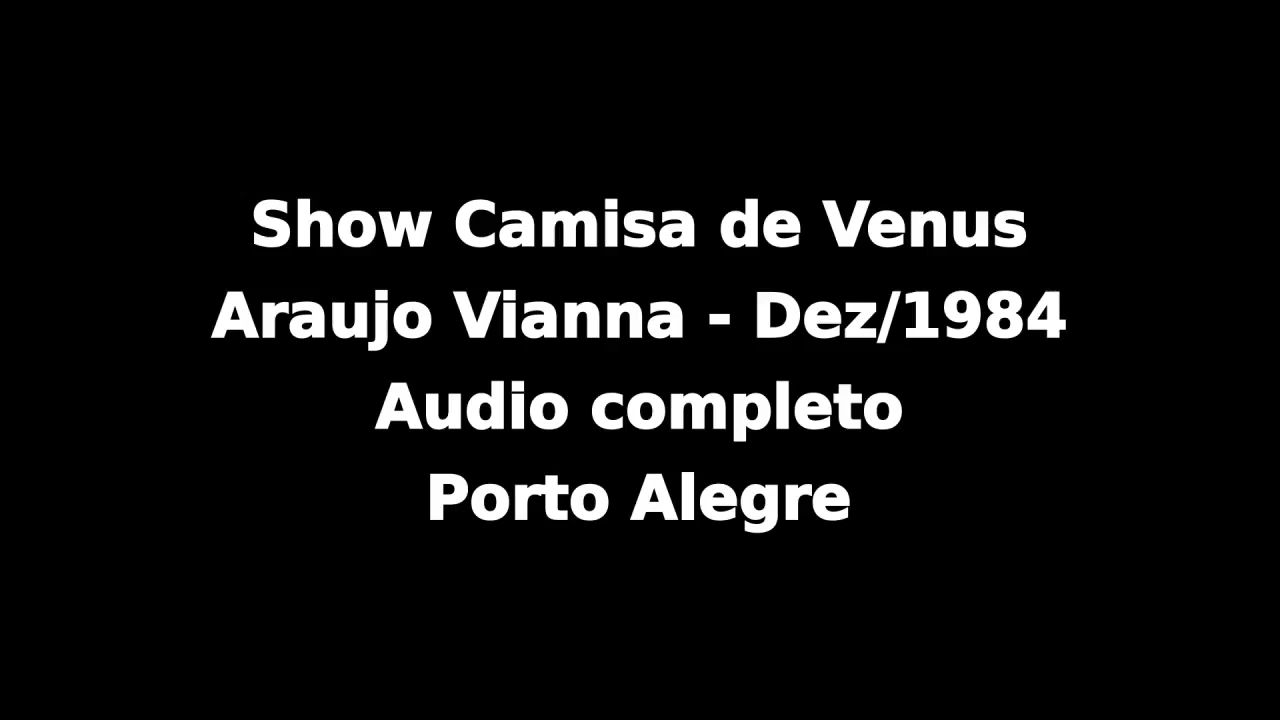 Show Camisa de Venus
Araujo Vianna - Dez/1984
Audio completo
Porto Alegre